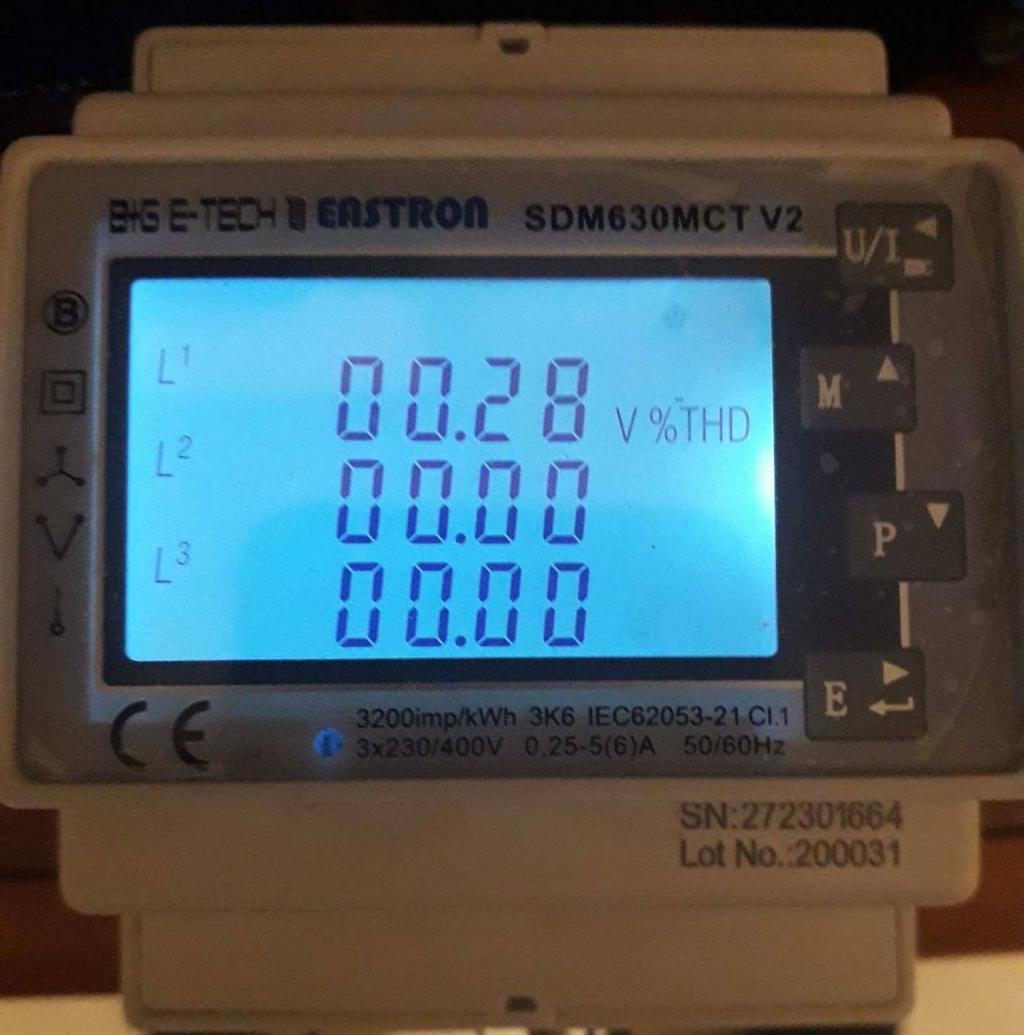 B+G E-TECH EASTRON SDM630MCT V2
U/I
L1 00.28 V %THD
M
L2 00.00
P
L3 00.00
E
CE 3200imp/kWh 3K6 IEC62053-21 Cl.1
3x230/400V 0.25-5(6)A 50/60Hz
SN:272301664
Lot No.:200031